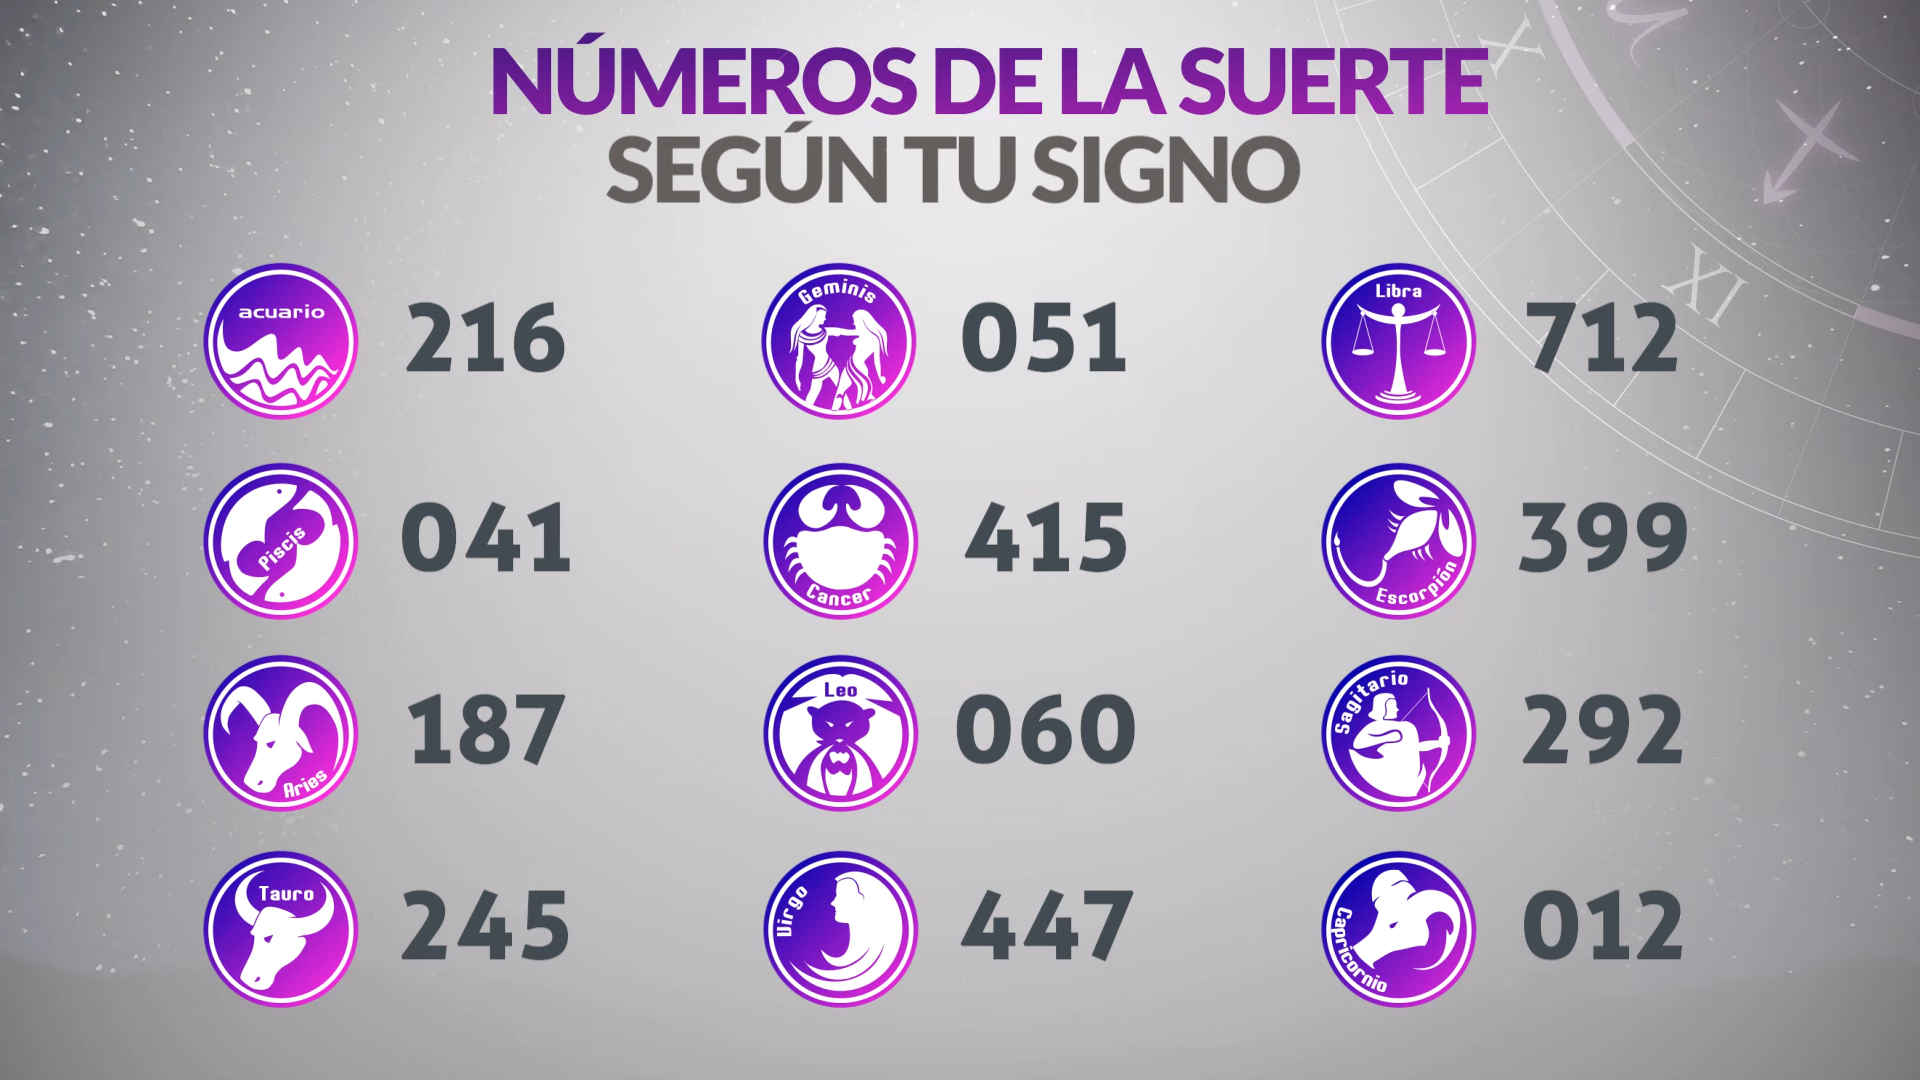 NÚMEROS DE LA SUERTE
SEGÚN TU SIGNO
acuario 216
Geminis 051
Libra 712
Piscis 041
Cancer 415
Escorpión 399
Aries 187
Leo 060
Sagitario 292
Tauro 245
Virgo 447
Capricornio 012
X
XI